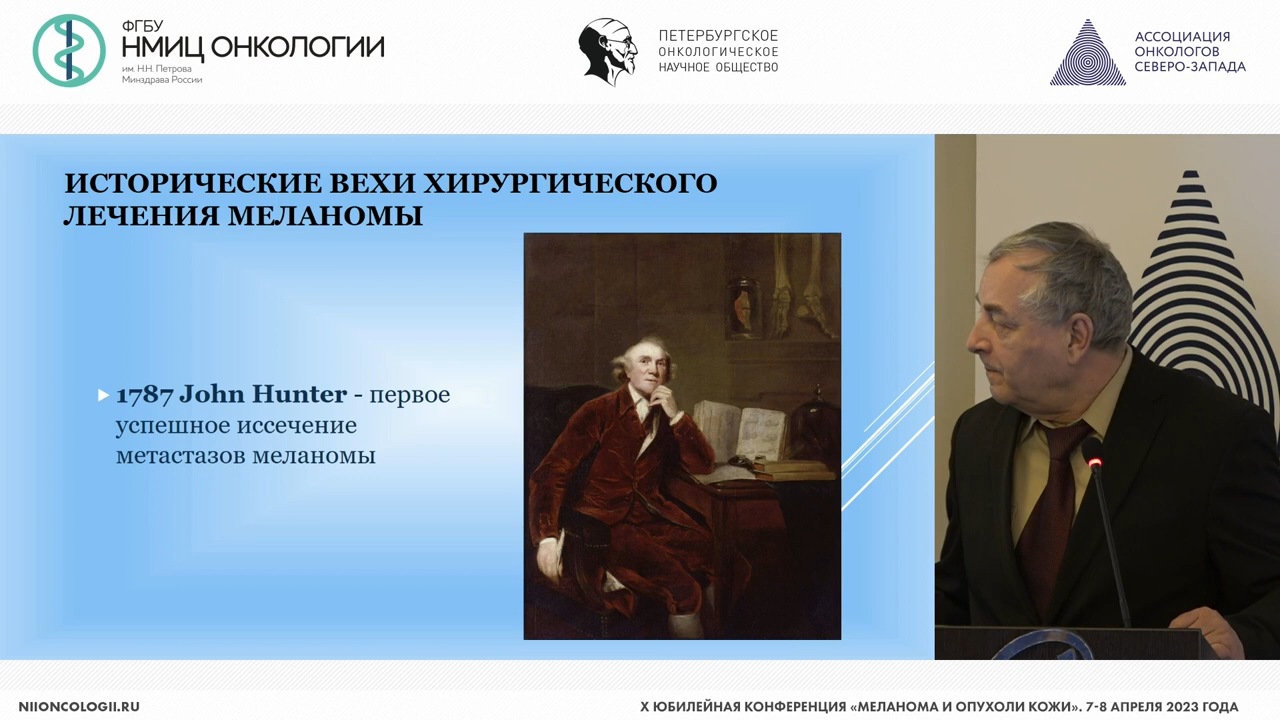 ФГБУ
НМИЦ ОНКОЛОГИИ
им. Н.Н. Петрова
Минздрава России
ПЕТЕРБУРГСКОЕ
ОНКОЛОГИЧЕСКОЕ
НАУЧНОЕ ОБЩЕСТВО
АССОЦИАЦИЯ
ОНКОЛОГОВ
СЕВЕРО-ЗАПАДА
ИСТОРИЧЕСКИЕ ВЕХИ ХИРУРГИЧЕСКОГО
ЛЕЧЕНИЯ МЕЛАНОМЫ
1787 John Hunter - первое
успешное иссечение
метастазов меланомы
NIIONCOLOGII.RU
X ЮБИЛЕЙНАЯ КОНФЕРЕНЦИЯ «МЕЛАНОМА И ОПУХОЛИ КОЖИ». 7-8 АПРЕЛЯ 2023 ГОДА